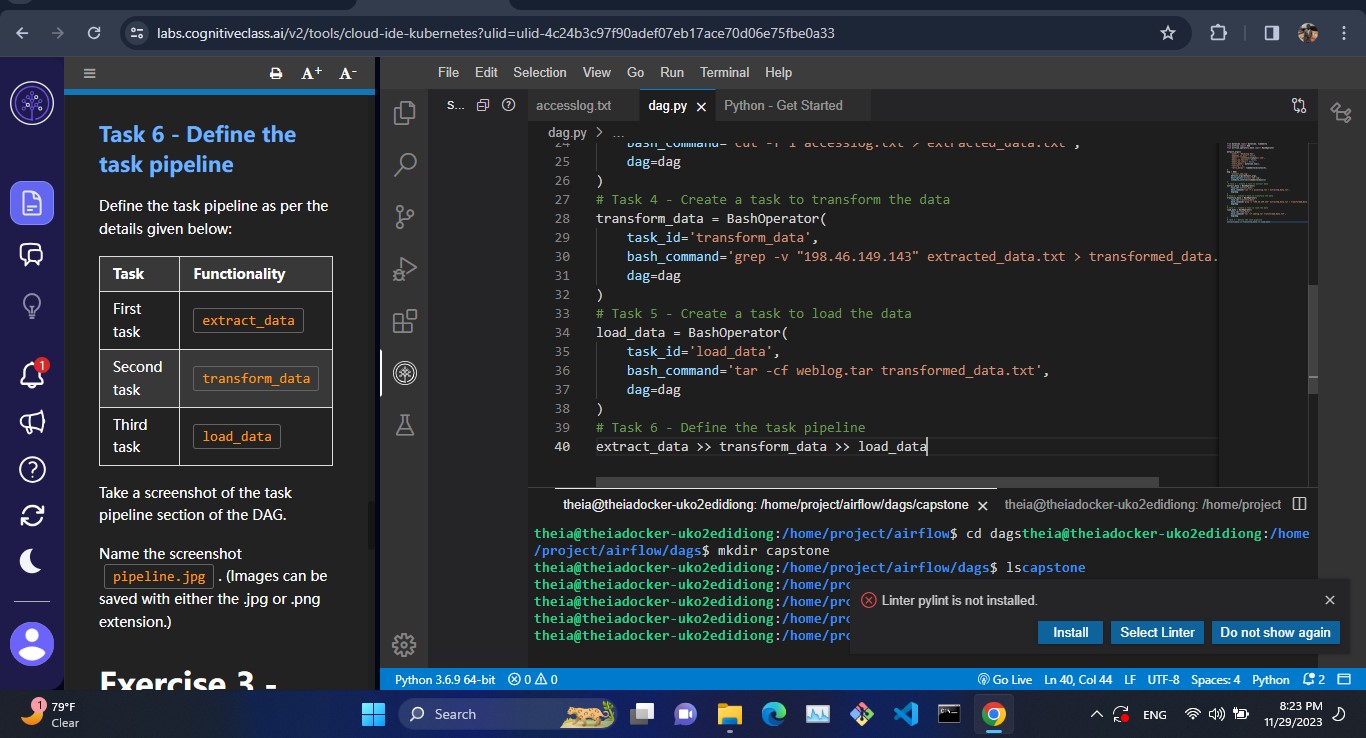 labs.cognitiveclass.ai/v2/tools/cloud-ide-kubernetes?ulid=ulid-4c24b3c97f90adef07eb17ace70d06e75fbe0a33
A+ A-
File Edit Selection View Go Run Terminal Help
S... accesslog.txt dag.py Python - Get Started
dag.py > ...
Task 6 - Define the
task pipeline
Define the task pipeline as per the
details given below:
Task Functionality
First
task
extract_data
Second
task
transform_data
Third
task
load_data
Take a screenshot of the task
pipeline section of the DAG.
Name the screenshot
pipeline.jpg . (Images can be
saved with either the .jpg or .png
extension.)
Exercise 3 -
1
24 bash_command='cut -f 1 accesslog.txt > extracted_data.txt',
25 dag=dag
26 )
27 # Task 4 - Create a task to transform the data
28 transform_data = BashOperator(
29 task_id='transform_data',
30 bash_command='grep -v "198.46.149.143" extracted_data.txt > transformed_data.
31 dag=dag
32 )
33 # Task 5 - Create a task to load the data
34 load_data = BashOperator(
35 task_id='load_data',
36 bash_command='tar -cf weblog.tar transformed_data.txt',
37 dag=dag
38 )
39 # Task 6 - Define the task pipeline
40 extract_data >> transform_data >> load_data
theia@theiadocker-uko2edidiong: /home/project/airflow/dags/capstone theia@theiadocker-uko2edidiong: /home/project
theia@theiadocker-uko2edidiong:/home/project/airflow$ cd dagstheia@theiadocker-uko2edidiong:/home
/project/airflow/dags$ mkdir capstone
theia@theiadocker-uko2edidiong:/home/project/airflow/dags$ lscapstone
theia@theiadocker-uko2edidiong:/home/pro
theia@theiadocker-uko2edidiong:/home/pro
theia@theiadocker-uko2edidiong:/home/pro
theia@theiadocker-uko2edidiong:/home/pro
Linter pylint is not installed.
Install Select Linter Do not show again
Python 3.6.9 64-bit 0 0 Go Live Ln 40, Col 44 LF UTF-8 Spaces: 4 Python 2
1
79°F
Clear
Search
ENG
8:23 PM
11/29/2023